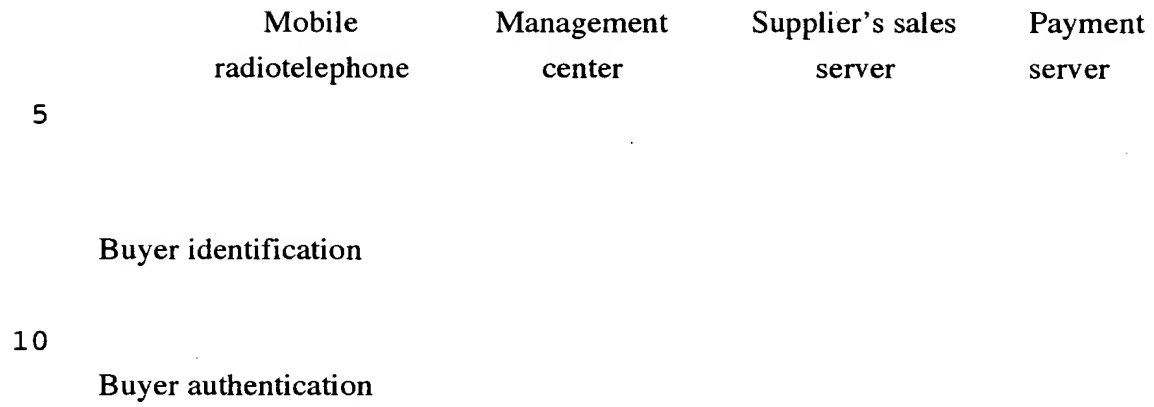 Mobile Management Supplier's sales Payment
radiotelephone center server server
5
Buyer identification
10
Buyer authentication